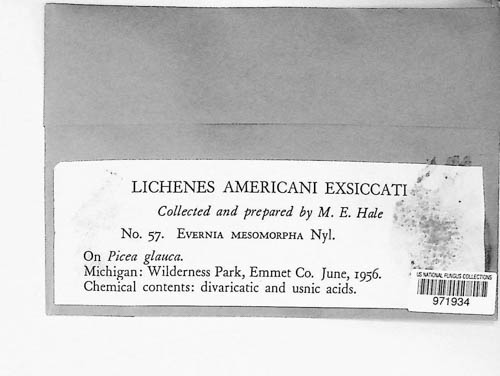 LICHENES AMERICANI EXSICCATI
Collected and prepared by M. E. Hale
No. 57. EVERNIA MESOMORPHA Nyl.
On Picea glauca.
Michigan: Wilderness Park, Emmet Co. June, 1956.
Chemical contents: divaricatic and usnic acids.
US NATIONAL FUNGUS COLLECTIONS
971934